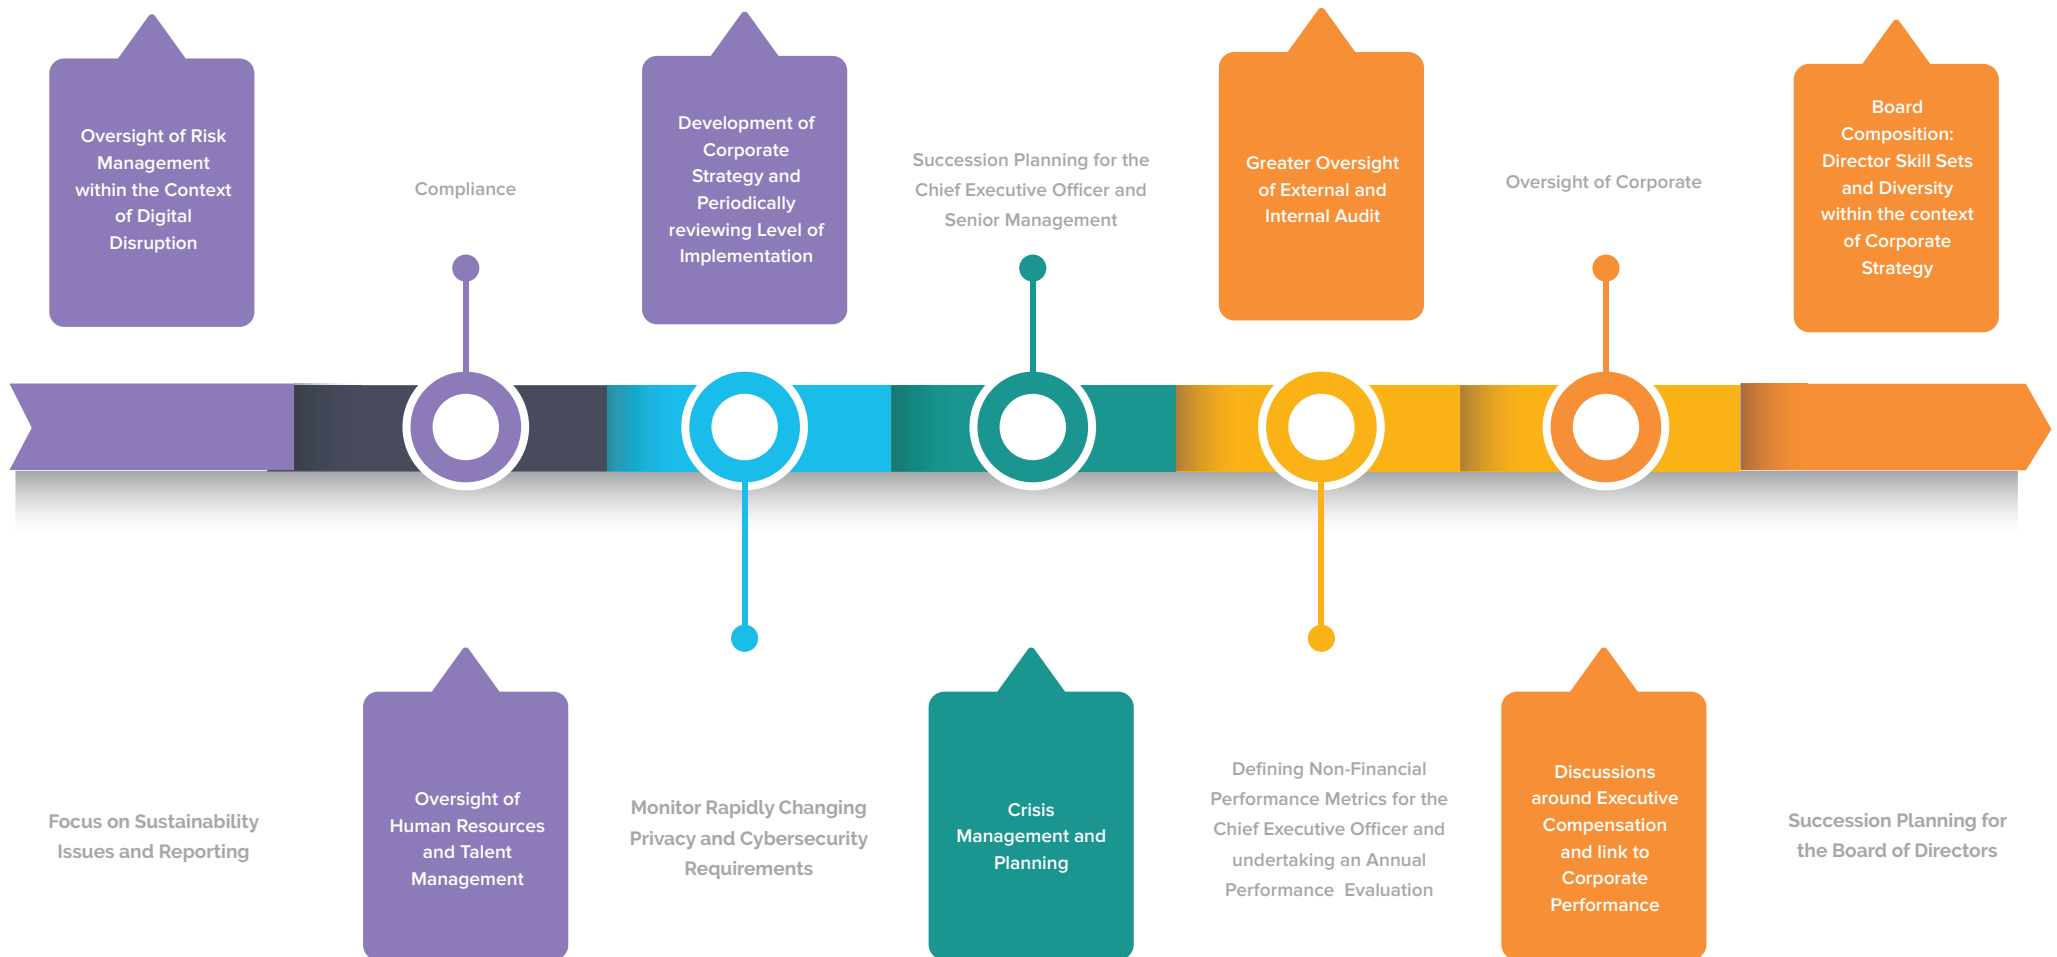 Oversight of Risk
Management
within the Context
of Digital
Disruption
Compliance
Development of
Corporate
Strategy and
Periodically
reviewing Level of
Implementation
Succession Planning for the
Chief Executive Officer and
Senior Management
Greater Oversight
of External and
Internal Audit
Oversight of Corporate
Board
Composition:
Director Skill Sets
and Diversity
within the context
of Corporate
Strategy
Focus on Sustainability
Issues and Reporting
Oversight of
Human Resources
and Talent
Management
Monitor Rapidly Changing
Privacy and Cybersecurity
Requirements
Crisis
Management and
Planning
Defining Non-Financial
Performance Metrics for the
Chief Executive Officer and
undertaking an Annual
Performance Evaluation
Discussions
around Executive
Compensation
and link to
Corporate
Performance
Succession Planning for
the Board of Directors